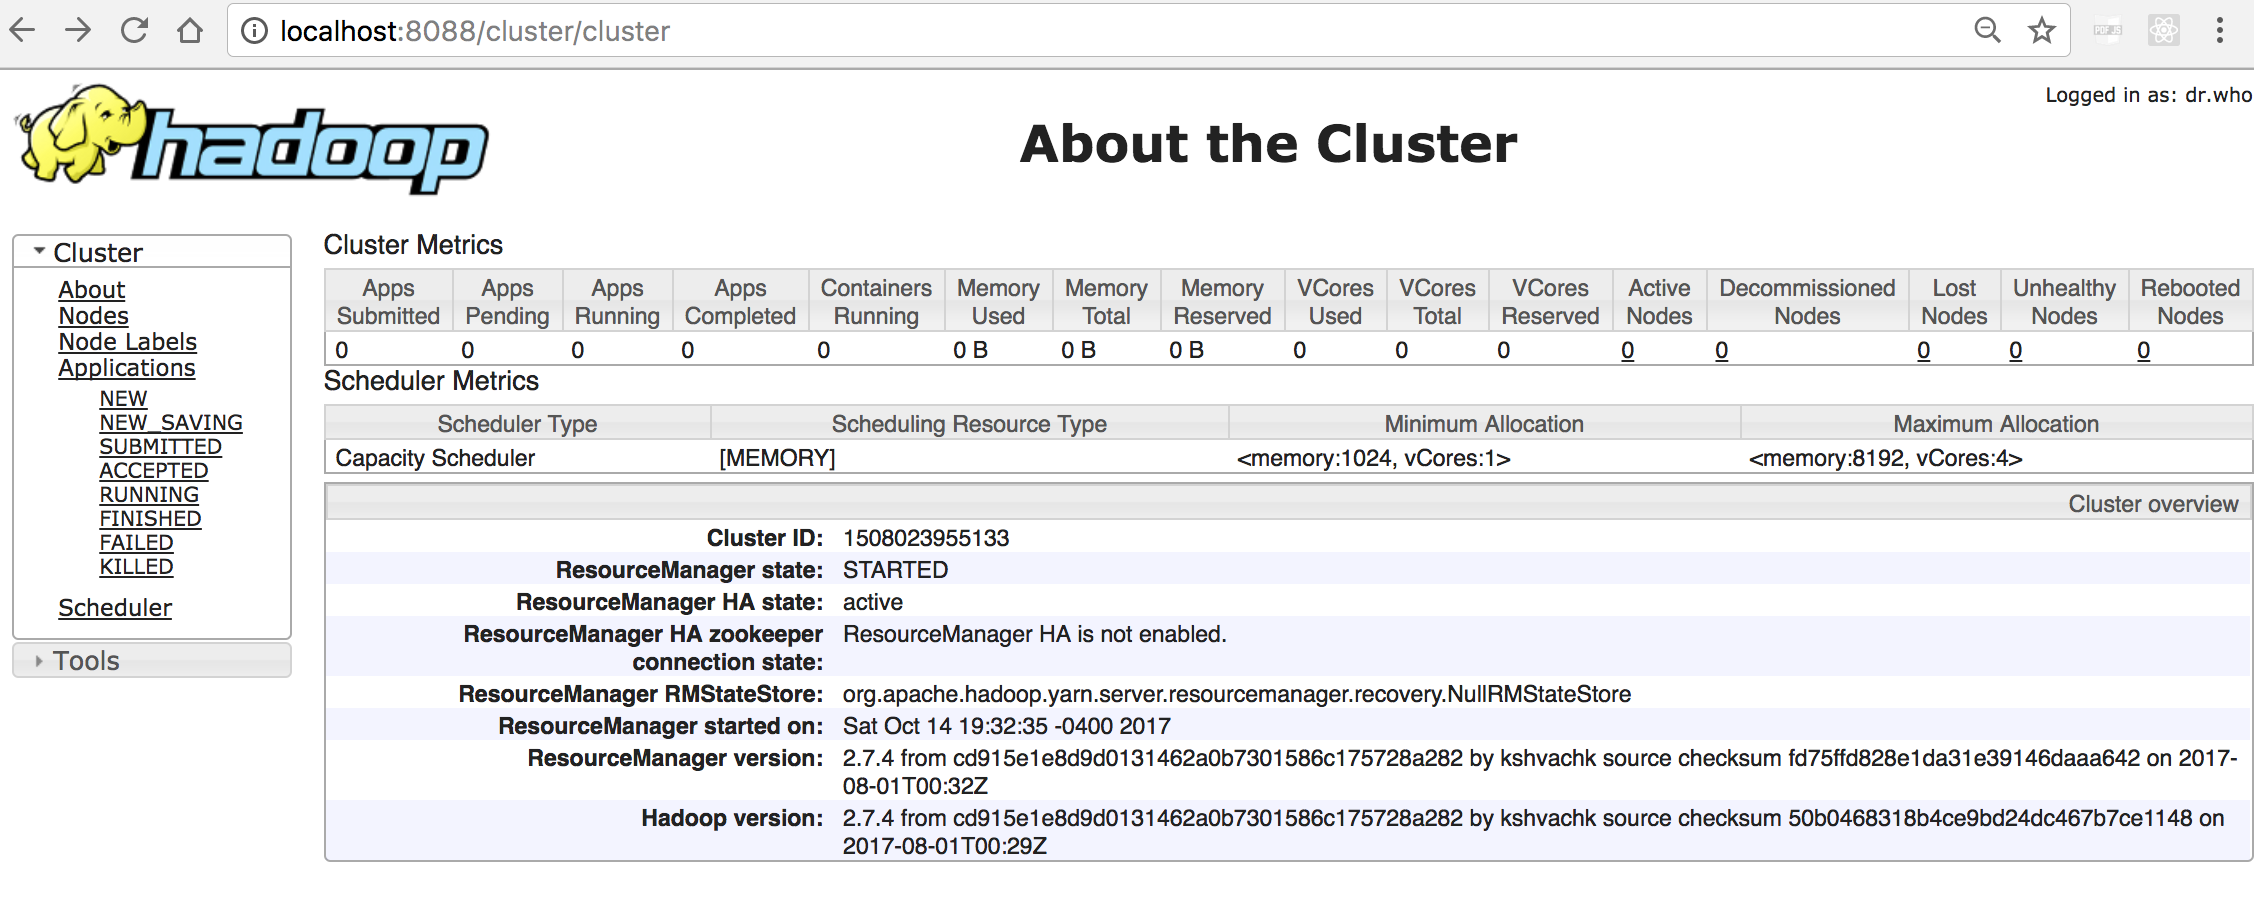 localhost:8088/cluster/cluster
PDF JS
Logged in as: dr.who
hadoop
About the Cluster
Cluster
About
Nodes
Node Labels
Applications
NEW
NEW_SAVING
SUBMITTED
ACCEPTED
RUNNING
FINISHED
FAILED
KILLED
Scheduler
Tools
Cluster Metrics
Apps Submitted Apps Pending Apps Running Apps Completed Containers Running Memory Used Memory Total Memory Reserved VCores Used VCores Total VCores Reserved Active Nodes Decommissioned Nodes Lost Nodes Unhealthy Nodes Rebooted Nodes
0 0 0 0 0 0 B 0 B 0 B 0 0 0 0 0 0 0 0
Scheduler Metrics
Scheduler Type Scheduling Resource Type Minimum Allocation Maximum Allocation
Capacity Scheduler [MEMORY] <memory:1024, vCores:1> <memory:8192, vCores:4>
Cluster overview
Cluster ID: 1508023955133
ResourceManager state: STARTED
ResourceManager HA state: active
ResourceManager HA zookeeper connection state: ResourceManager HA is not enabled.
ResourceManager RMStateStore: org.apache.hadoop.yarn.server.resourcemanager.recovery.NullRMStateStore
ResourceManager started on: Sat Oct 14 19:32:35 -0400 2017
ResourceManager version: 2.7.4 from cd915e1e8d9d0131462a0b7301586c175728a282 by kshvachk source checksum fd75ffd828e1da31e39146daaa642 on 2017-
08-01T00:32Z
Hadoop version: 2.7.4 from cd915e1e8d9d0131462a0b7301586c175728a282 by kshvachk source checksum 50b0468318b4ce9bd24dc467b7ce1148 on
2017-08-01T00:29Z